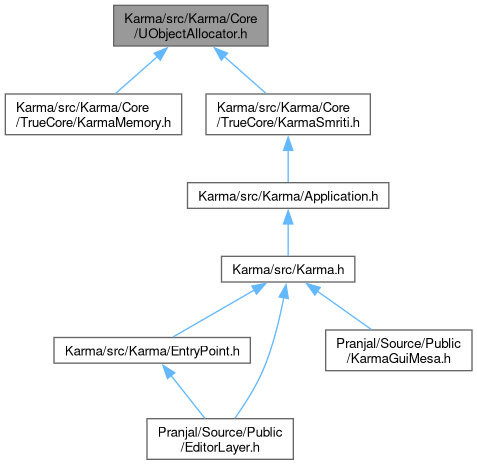 Karma/src/Karma/Core
/UObjectAllocator.h
Karma/src/Karma/Core
/TrueCore/KarmaMemory.h
Karma/src/Karma/Core
/TrueCore/KarmaSmriti.h
Karma/src/Karma/Application.h
Karma/src/Karma.h
Karma/src/Karma/EntryPoint.h
Pranjal/Source/Public
/KarmaGuiMesa.h
Pranjal/Source/Public
/EditorLayer.h